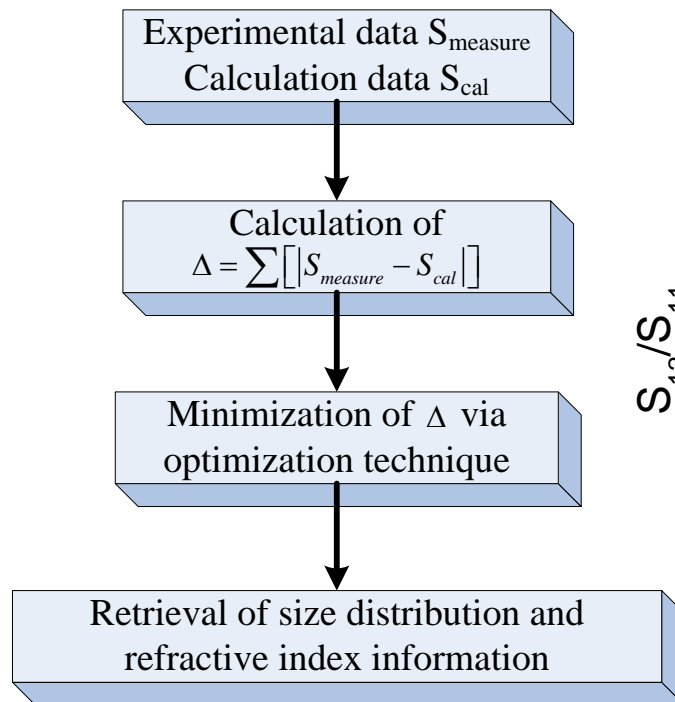 Experimental data S_measure
Calculation data S_cal
Calculation of
Δ = ∑[|S_measure − S_cal|]
Minimization of Δ via
optimization technique
Retrieval of size distribution and
refractive index information